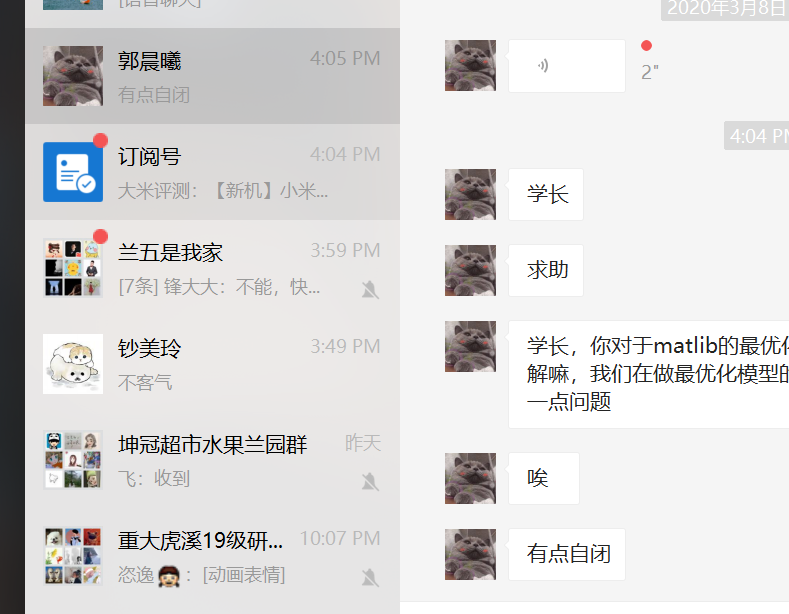 [语音聊天]
郭晨曦 4:05 PM
有点自闭
订阅号 4:04 PM
大米评测：【新机】小米...
兰五是我家 3:59 PM
[7条] 锋大大：不能，快...
钞美玲 3:49 PM
不客气
坤冠超市水果兰园群 昨天
飞：收到
重大虎溪19级研... 10:07 PM
恣逸👧：[动画表情]
2020年3月8日
2"
4:04 PM
学长
求助
学长，你对于matlib的最优化
解嘛，我们在做最优化模型的
一点问题
唉
有点自闭